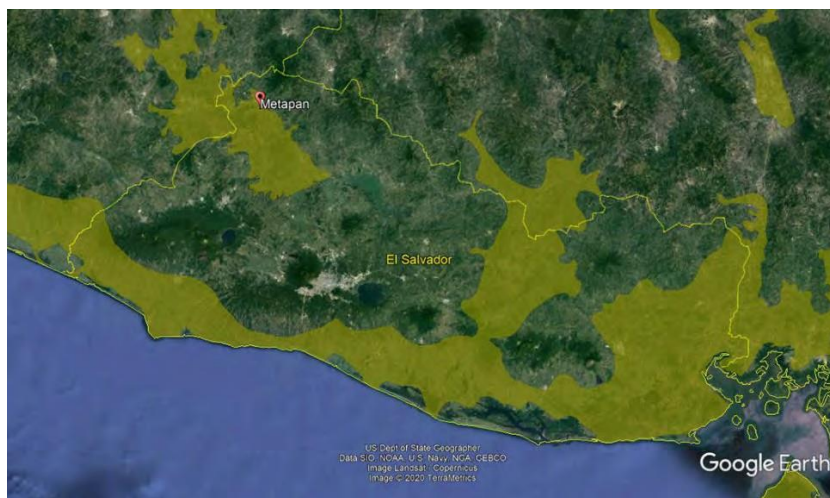 Metapan
El Salvador
US Dept of State Geographer
Data SIO, NOAA, U.S. Navy, NGA, GEBCO
Image Landsat / Copernicus
Image © 2020 TerraMetrics
Google Earth